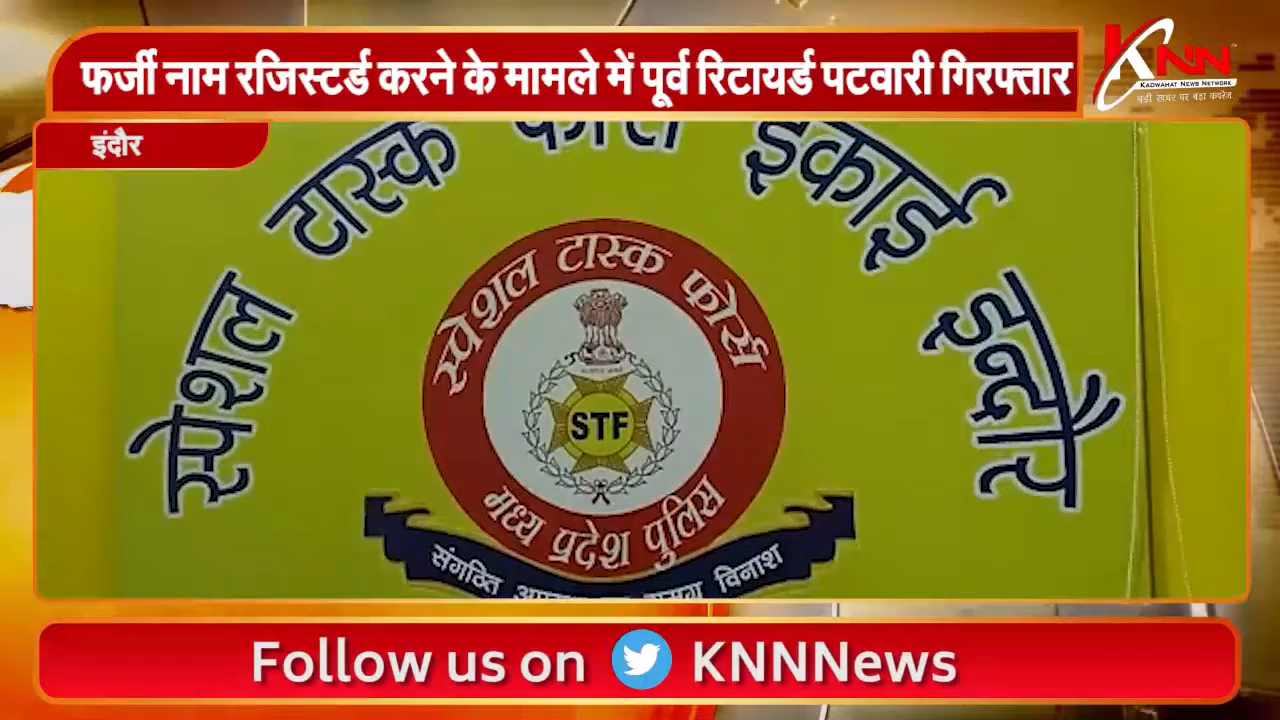 फर्जी नाम रजिस्टर्ड करने के मामले में पूर्व रिटायर्ड पटवारी गिरफ्तार
KNN
KADWAHAT NEWS NETWORK
बड़ी खबर पर बड़ा कवरेज
इंदौर
स्पेशल टास्क फोर्स इकाई इन्दौर
स्पेशल टास्क फोर्स
STF
मध्य प्रदेश पुलिस
संगठित
विनाश
Follow us on KNNNews